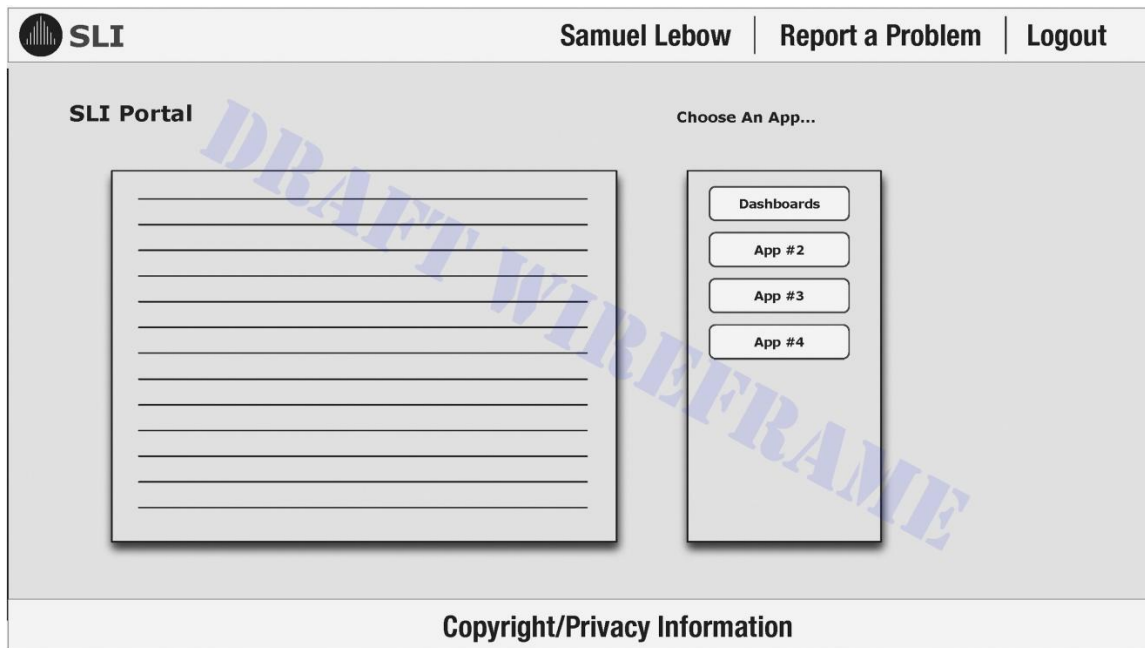 SLI
Samuel Lebow | Report a Problem | Logout
SLI Portal
Choose An App...
Dashboards
App #2
App #3
App #4
DRAFT WIREFRAME
Copyright/Privacy Information